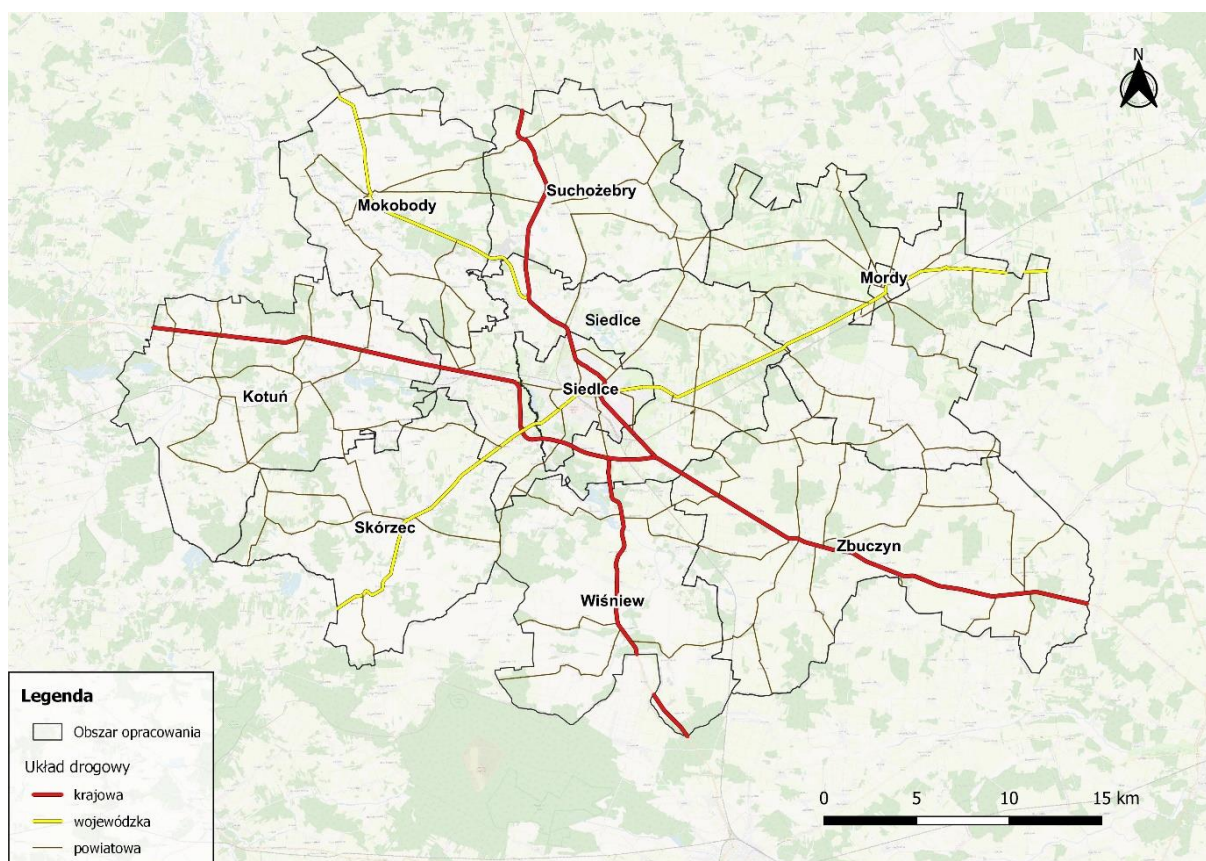 N
Suchożebry
Mokobody
Mordy
Siedlce
Siedlce
Kotuń
Skórzec
Zbuczyn
Wiśniew
Legenda
Obszar opracowania
Układ drogowy
krajowa
wojewódzka
powiatowa
0 5 10 15 km